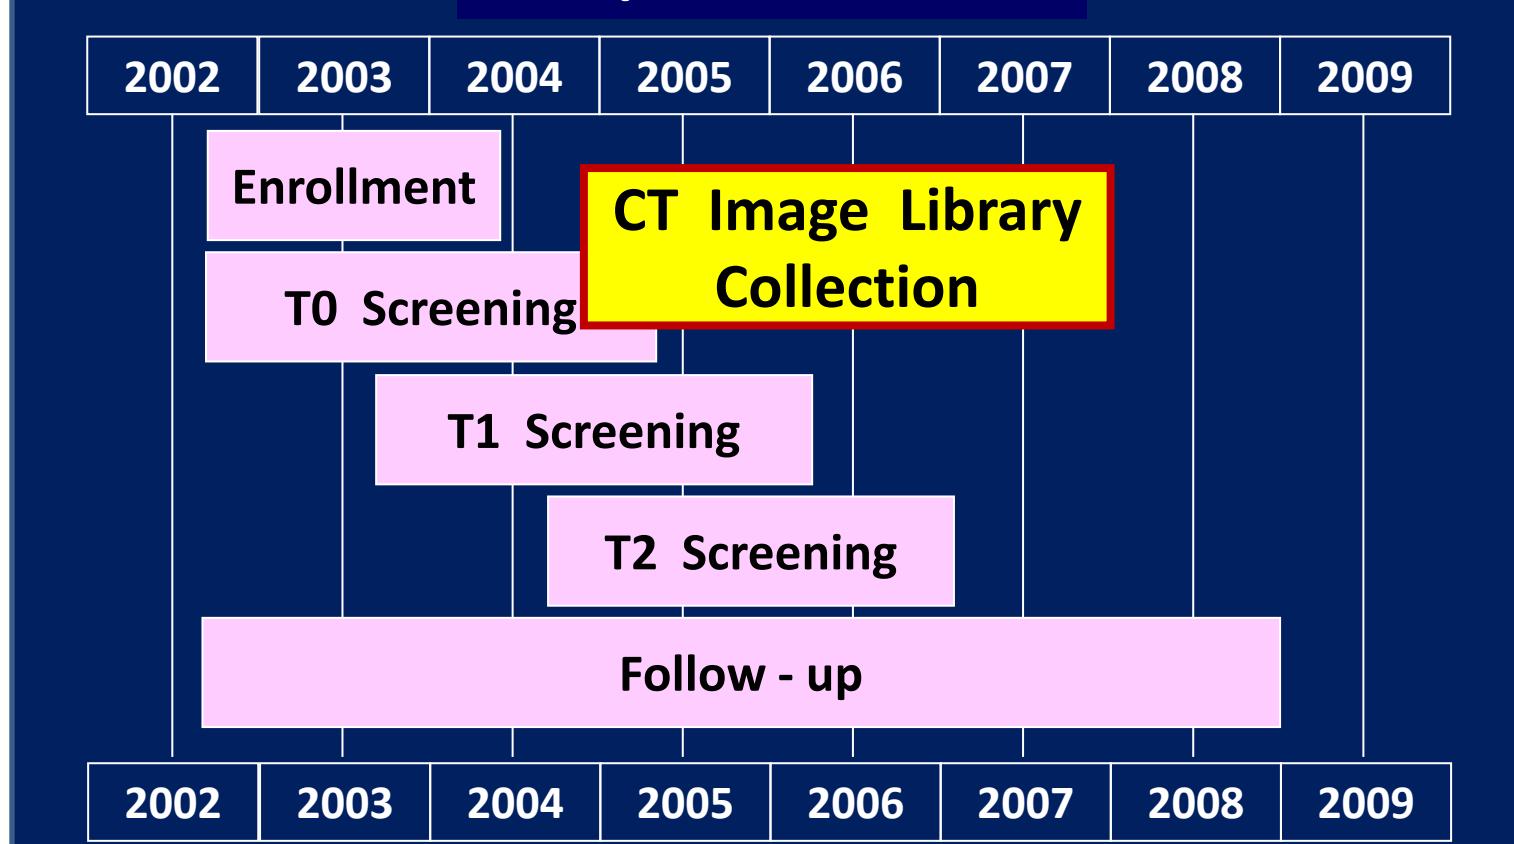 2002 2003 2004 2005 2006 2007 2008 2009
Enrollment
CT Image Library
Collection
T0 Screening
T1 Screening
T2 Screening
Follow - up
2002 2003 2004 2005 2006 2007 2008 2009